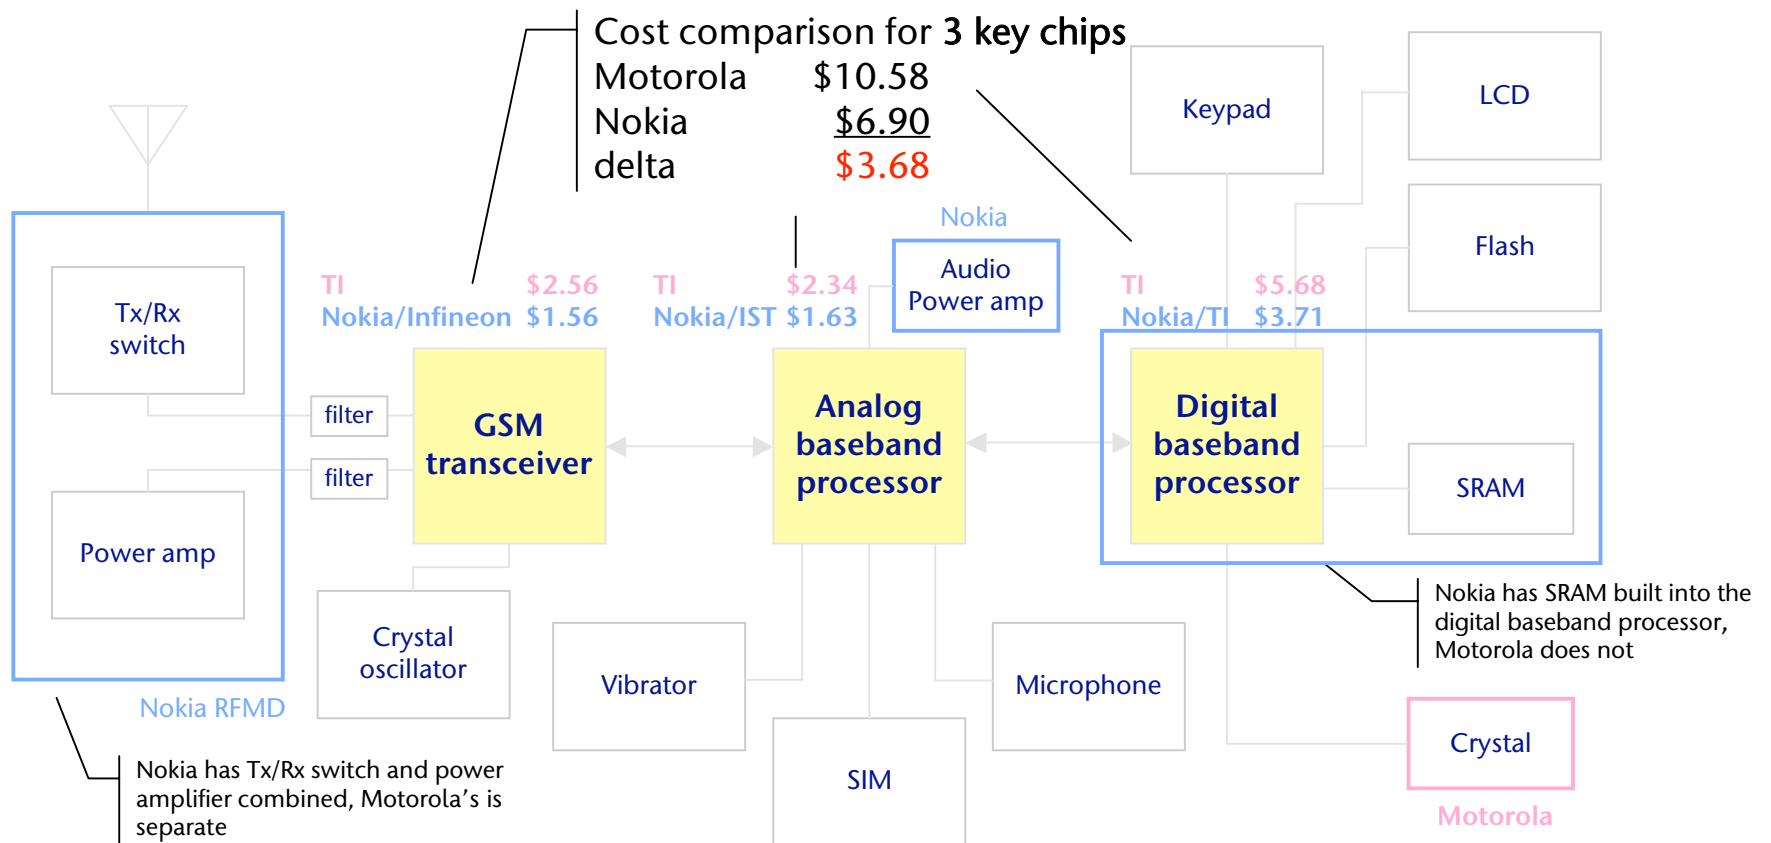 Cost comparison for 3 key chips
Motorola $10.58
Nokia $6.90
delta $3.68
Keypad
LCD
Flash
Nokia
Audio
Power amp
TI $2.56
Nokia/Infineon $1.56
TI $2.34
Nokia/IST $1.63
TI $5.68
Nokia/TI $3.71
Tx/Rx
switch
filter
filter
Power amp
GSM
transceiver
Analog
baseband
processor
Digital
baseband
processor
SRAM
Crystal
oscillator
Vibrator
SIM
Microphone
Nokia has SRAM built into the
digital baseband processor,
Motorola does not
Nokia RFMD
Nokia has Tx/Rx switch and power
amplifier combined, Motorola’s is
separate
Crystal
Motorola